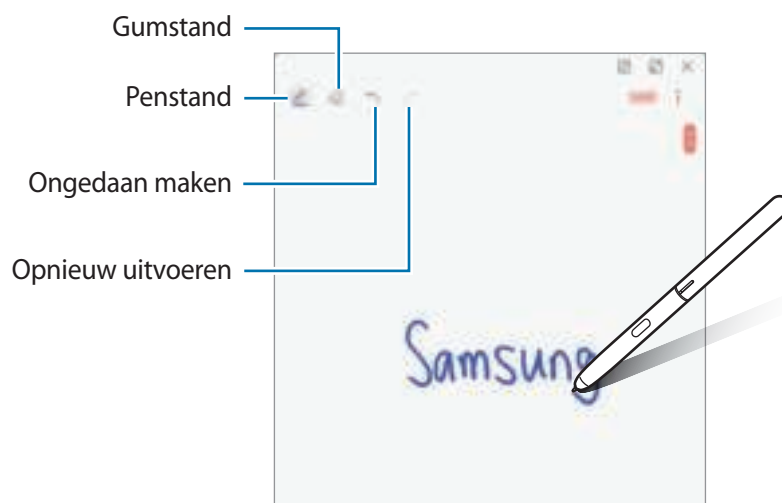 Gumstand
Penstand
Ongedaan maken
Opnieuw uitvoeren
Samsung